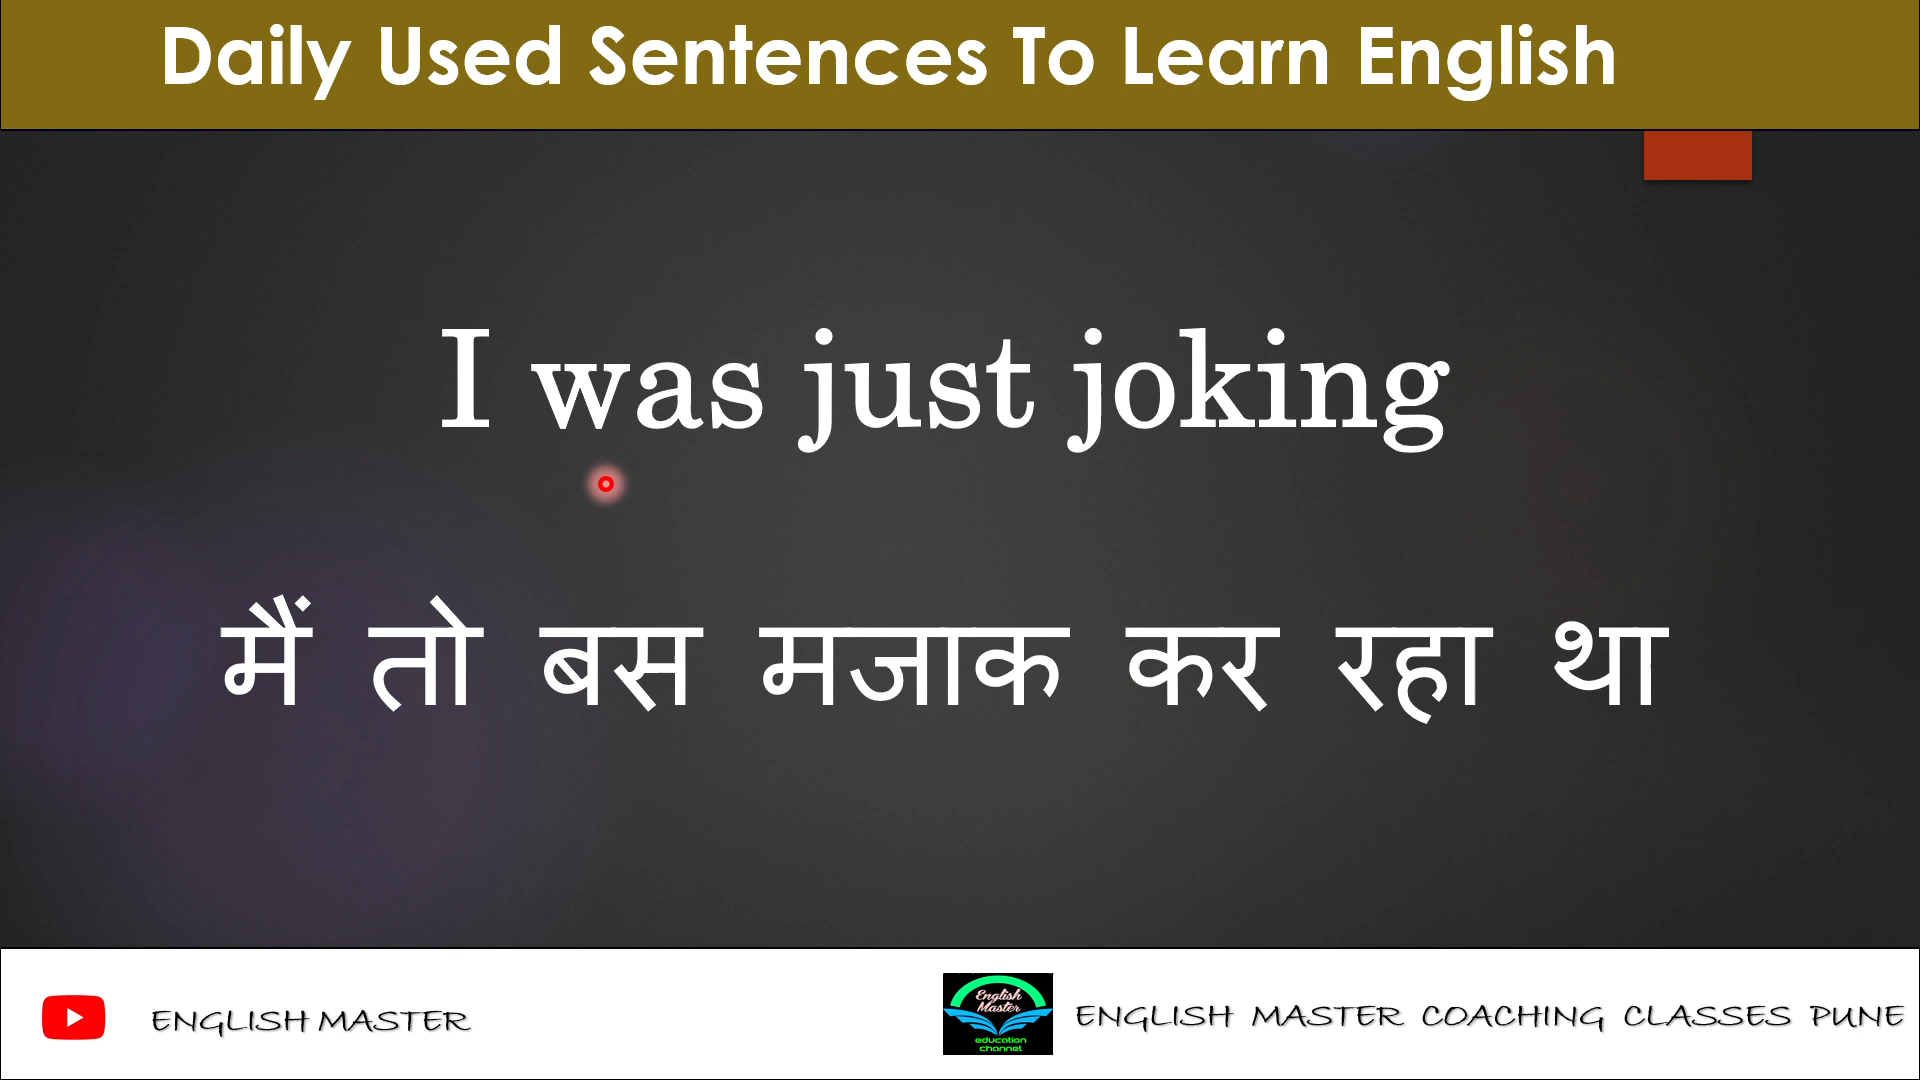 Daily Used Sentences To Learn English
I was just joking
मैं तो बस मजाक कर रहा था
ENGLISH MASTER
English
Master
education
channel
ENGLISH MASTER COACHING CLASSES PUNE